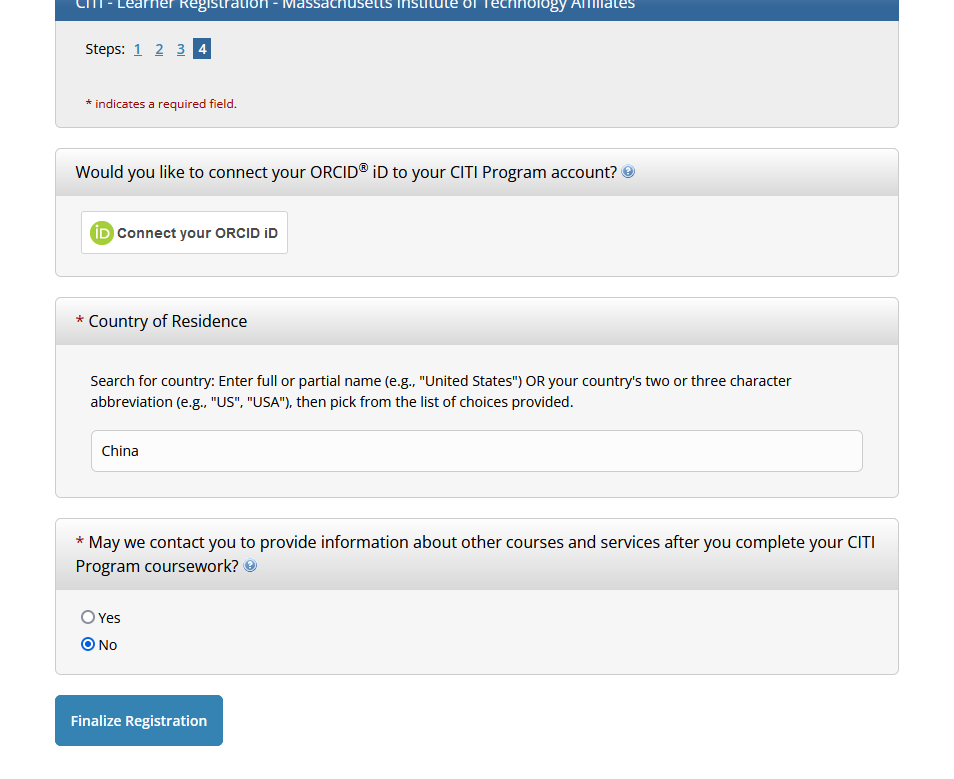 CITI - Learner Registration - Massachusetts Institute of Technology Affiliates
Steps: 1 2 3 4
* indicates a required field.
Would you like to connect your ORCID® iD to your CITI Program account?
iD Connect your ORCID iD
* Country of Residence
Search for country: Enter full or partial name (e.g., "United States") OR your country's two or three character
abbreviation (e.g., "US", "USA"), then pick from the list of choices provided.
China
* May we contact you to provide information about other courses and services after you complete your CITI
Program coursework?
Yes
No
Finalize Registration